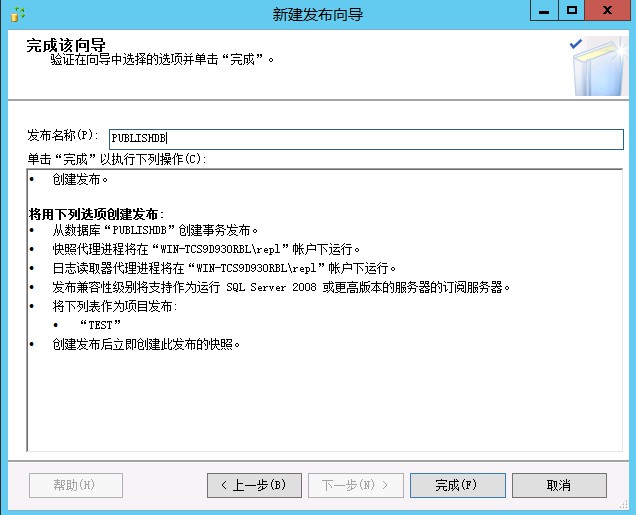 新建发布向导
完成该向导
验证在向导中选择的选项并单击“完成”。
发布名称(P): PUBLISHDB
单击“完成”以执行下列操作(C):
• 创建发布。
将用下列选项创建发布:
• 从数据库“PUBLISHDB”创建事务发布。
• 快照代理进程将在“WIN-TCS9D93ORBL\repl”帐户下运行。
• 日志读取器代理进程将在“WIN-TCS9D93ORBL\repl”帐户下运行。
• 发布兼容性级别将支持作为运行 SQL Server 2008 或更高版本的服务器的订阅服务器。
• 将下列表作为项目发布:
• “TEST”
• 创建发布后立即创建此发布的快照。
帮助(H) < 上一步(B) 下一步(N) > 完成(F) 取消